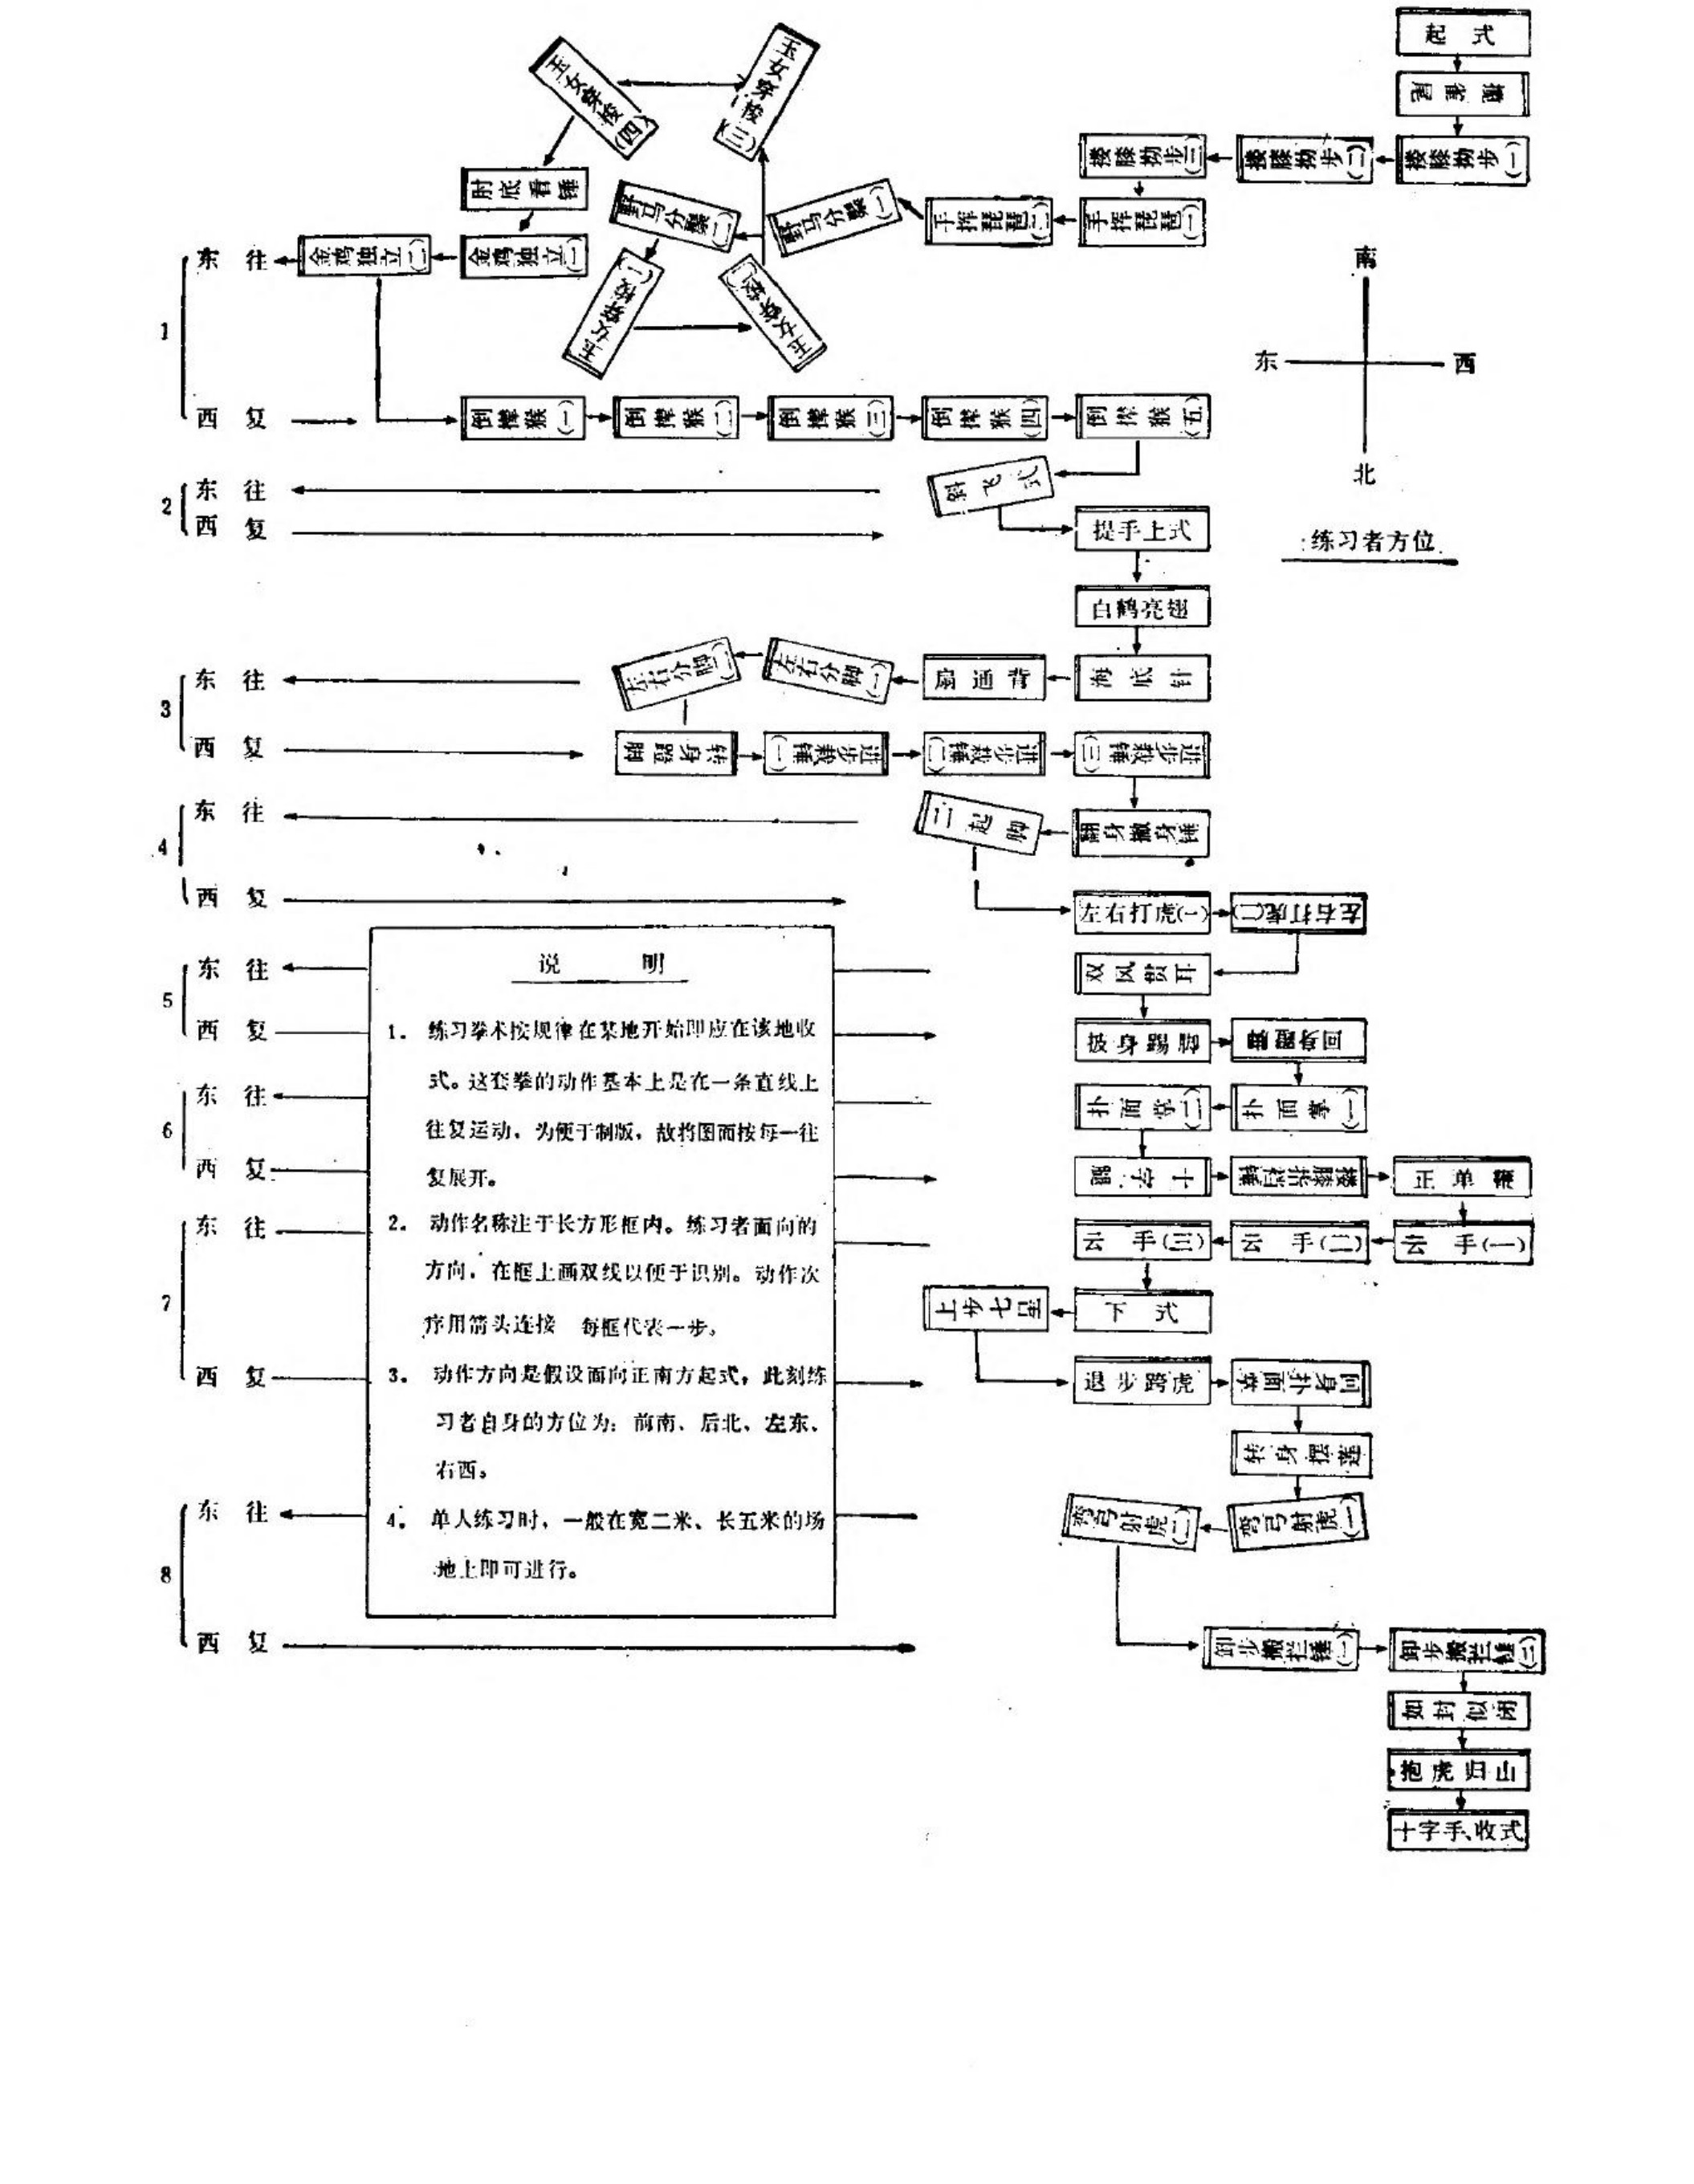 起 式
揽雀尾
搂膝拗步(一)
搂膝拗步(二)
搂膝拗步(三)
手挥琵琶(一)
手挥琵琶(二)
野马分鬃(一)
野马分鬃(二)
玉女穿梭(一)
玉女穿梭(二)
玉女穿梭(三)
玉女穿梭(四)
肘底看锤
金鸡独立(一)
金鸡独立(二)
东 往
1
西 复
倒撵猴(一)
倒撵猴(二)
倒撵猴(三)
倒撵猴(四)
倒撵猴(五)
南
东
西
北
练习者方位
2
东 往
西 复
斜飞式
提手上式
白鹤亮翅
3
东 往
海底针
扇通背
左右分脚(一)
左右分脚(二)
西 复
转身蹬脚
进步栽锤(一)
进步栽锤(二)
进步栽锤(三)
4
东 往
翻身撇身锤
二起脚
西 复
左右打虎(一)
左右打虎(二)
5
东 往
双风贯耳
西 复
披身踢脚
回身蹬脚
6
东 往
扑面掌(一)
扑面掌(二)
西 复
十字腿
搂膝指裆锤
正单鞭
7
东 往
云 手(一)
云 手(二)
云 手(三)
下 式
上步七星
西 复
退步跨虎
回身扑面掌
转身摆莲
8
东 往
弯弓射虎(一)
弯弓射虎(二)
西 复
卸步搬拦锤(一)
卸步搬拦锤(二)
如封似闭
抱虎归山
十字手、收式
说 明
1. 练习拳术按规律在某地开始即应在该地收
式。这套拳的动作基本上是在一条直线上
往复运动,为便于制版,故将图面按每一往
复展开。
2. 动作名称注于长方形框内。练习者面向的
方向,在框上画双线以便于识别。动作次
序用箭头连接 每框代表一步。
3. 动作方向是假设面向正南方起式,此刻练
习者自身的方位为:前南、后北、左东、
右西。
4. 单人练习时,一般在宽二米、长五米的场
地上即可进行。